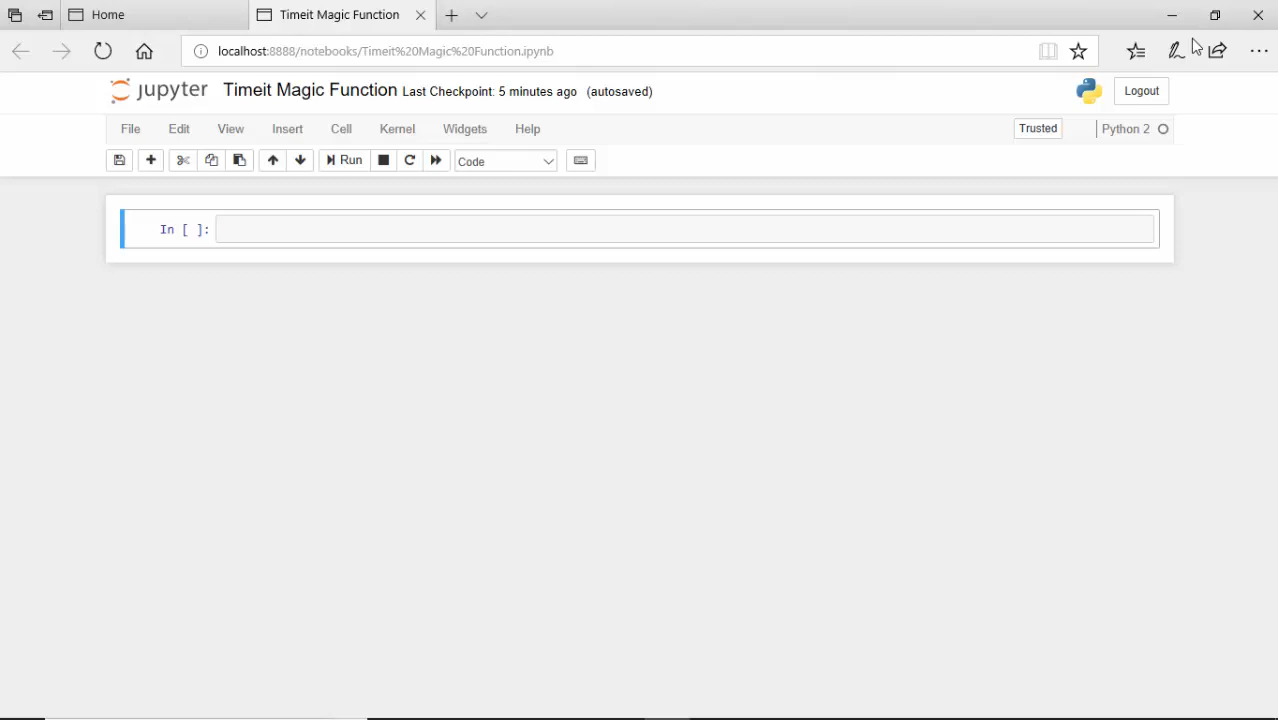 Home
Timeit Magic Function
localhost:8888/notebooks/Timeit%20Magic%20Function.ipynb
jupyter Timeit Magic Function Last Checkpoint: 5 minutes ago (autosaved)
Logout
File Edit View Insert Cell Kernel Widgets Help
Trusted
Python 2
Run
Code
In [ ]: